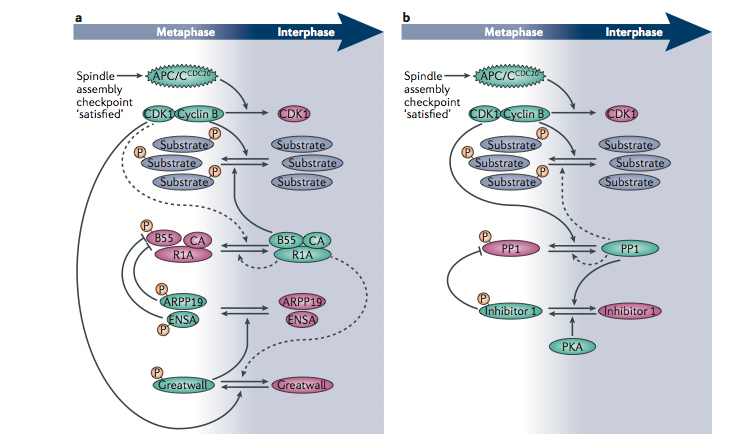 a
Metaphase
Interphase
Spindle
assembly
checkpoint
‘satisfied’
APC/C^CDC20
CDK1
Cyclin B
CDK1
P
Substrate
Substrate
P
Substrate
Substrate
P
Substrate
Substrate
P
B55
CA
R1A
B55
CA
R1A
P
ARPP19
ARPP19
ENSA
P
ENSA
P
Greatwall
Greatwall
b
Metaphase
Interphase
Spindle
assembly
checkpoint
‘satisfied’
APC/C^CDC20
CDK1
Cyclin B
CDK1
P
Substrate
Substrate
P
Substrate
Substrate
P
Substrate
Substrate
P
PP1
PP1
P
Inhibitor 1
Inhibitor 1
PKA